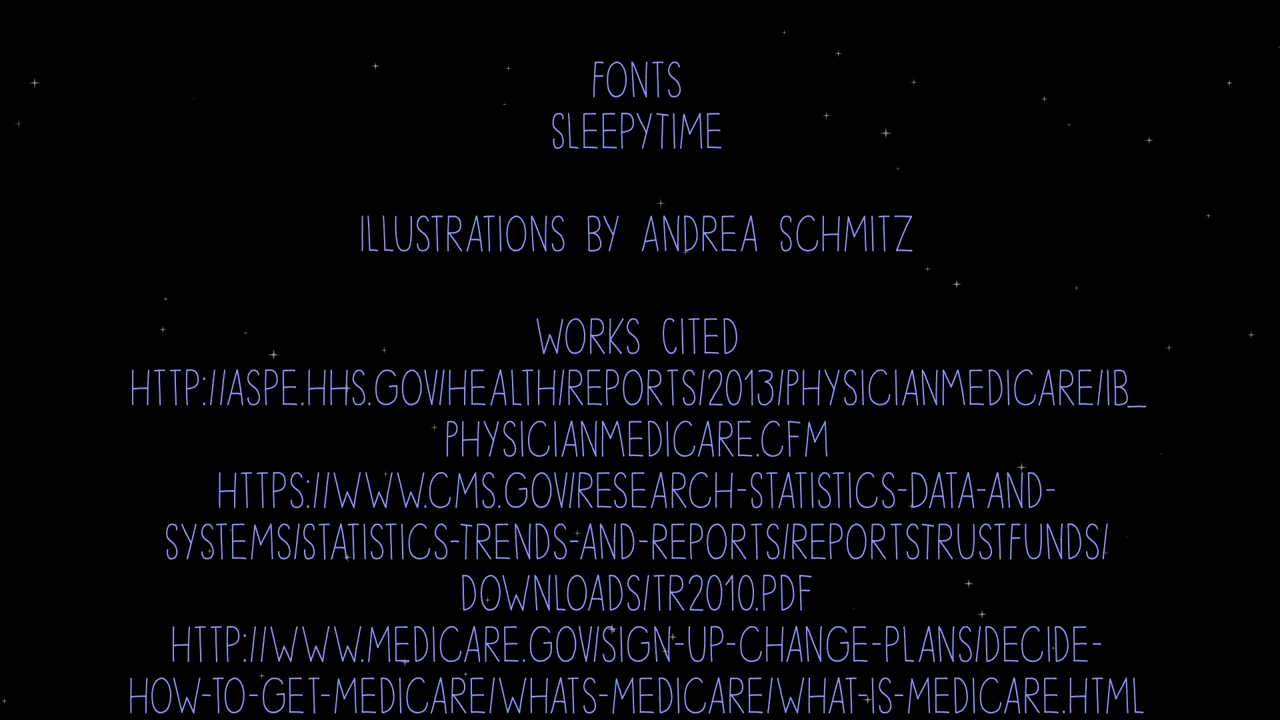 FONTS
SLEEPYTIME
ILLUSTRATIONS BY ANDREA SCHMITZ
WORKS CITED
HTTP://ASPE.HHS.GOV/HEALTH/REPORTS/2013/PHYSICIANMEDICARE/IB_
PHYSICIANMEDICARE.CFM
HTTPS://WWW.CMS.GOV/RESEARCH-STATISTICS-DATA-AND-
SYSTEMS/STATISTICS-TRENDS-AND-REPORTS/REPORTSTRUSTFUNDS/
DOWNLOADS/TR2010.PDF
HTTP://WWW.MEDICARE.GOV/SIGN-UP-CHANGE-PLANS/DECIDE-
HOW-TO-GET-MEDICARE/WHATS-MEDICARE/WHAT-IS-MEDICARE.HTML